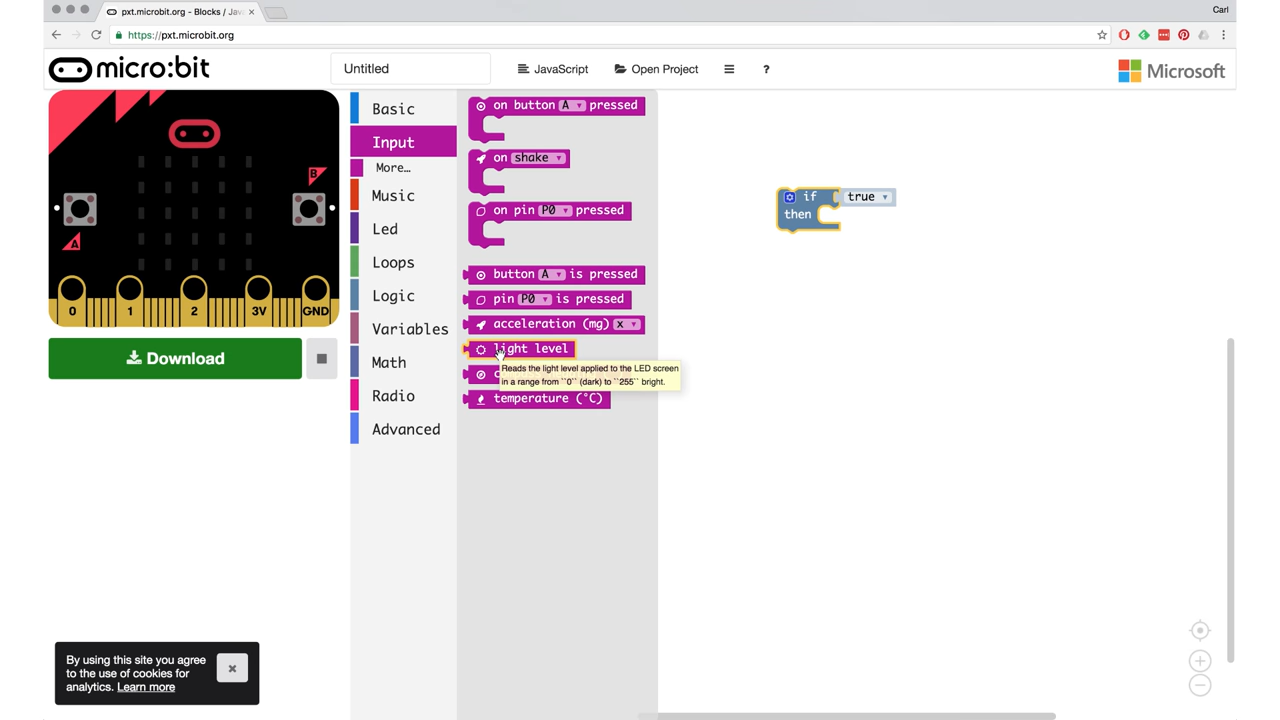 pxt.microbit.org - Blocks / Jav
Carl
https://pxt.microbit.org
micro:bit
Untitled
JavaScript
Open Project
?
Microsoft
Basic
Input
More...
Music
Led
Loops
Logic
Variables
Math
Radio
Advanced
on button A pressed
on shake
on pin P0 pressed
button A is pressed
pin P0 is pressed
acceleration (mg) x
light level
Reads the light level applied to the LED screen
in a range from ``0`` (dark) to ``255`` bright.
temperature (°C)
if true
then
B
A
0 1 2 3V GND
Download
By using this site you agree
to the use of cookies for
analytics. Learn more